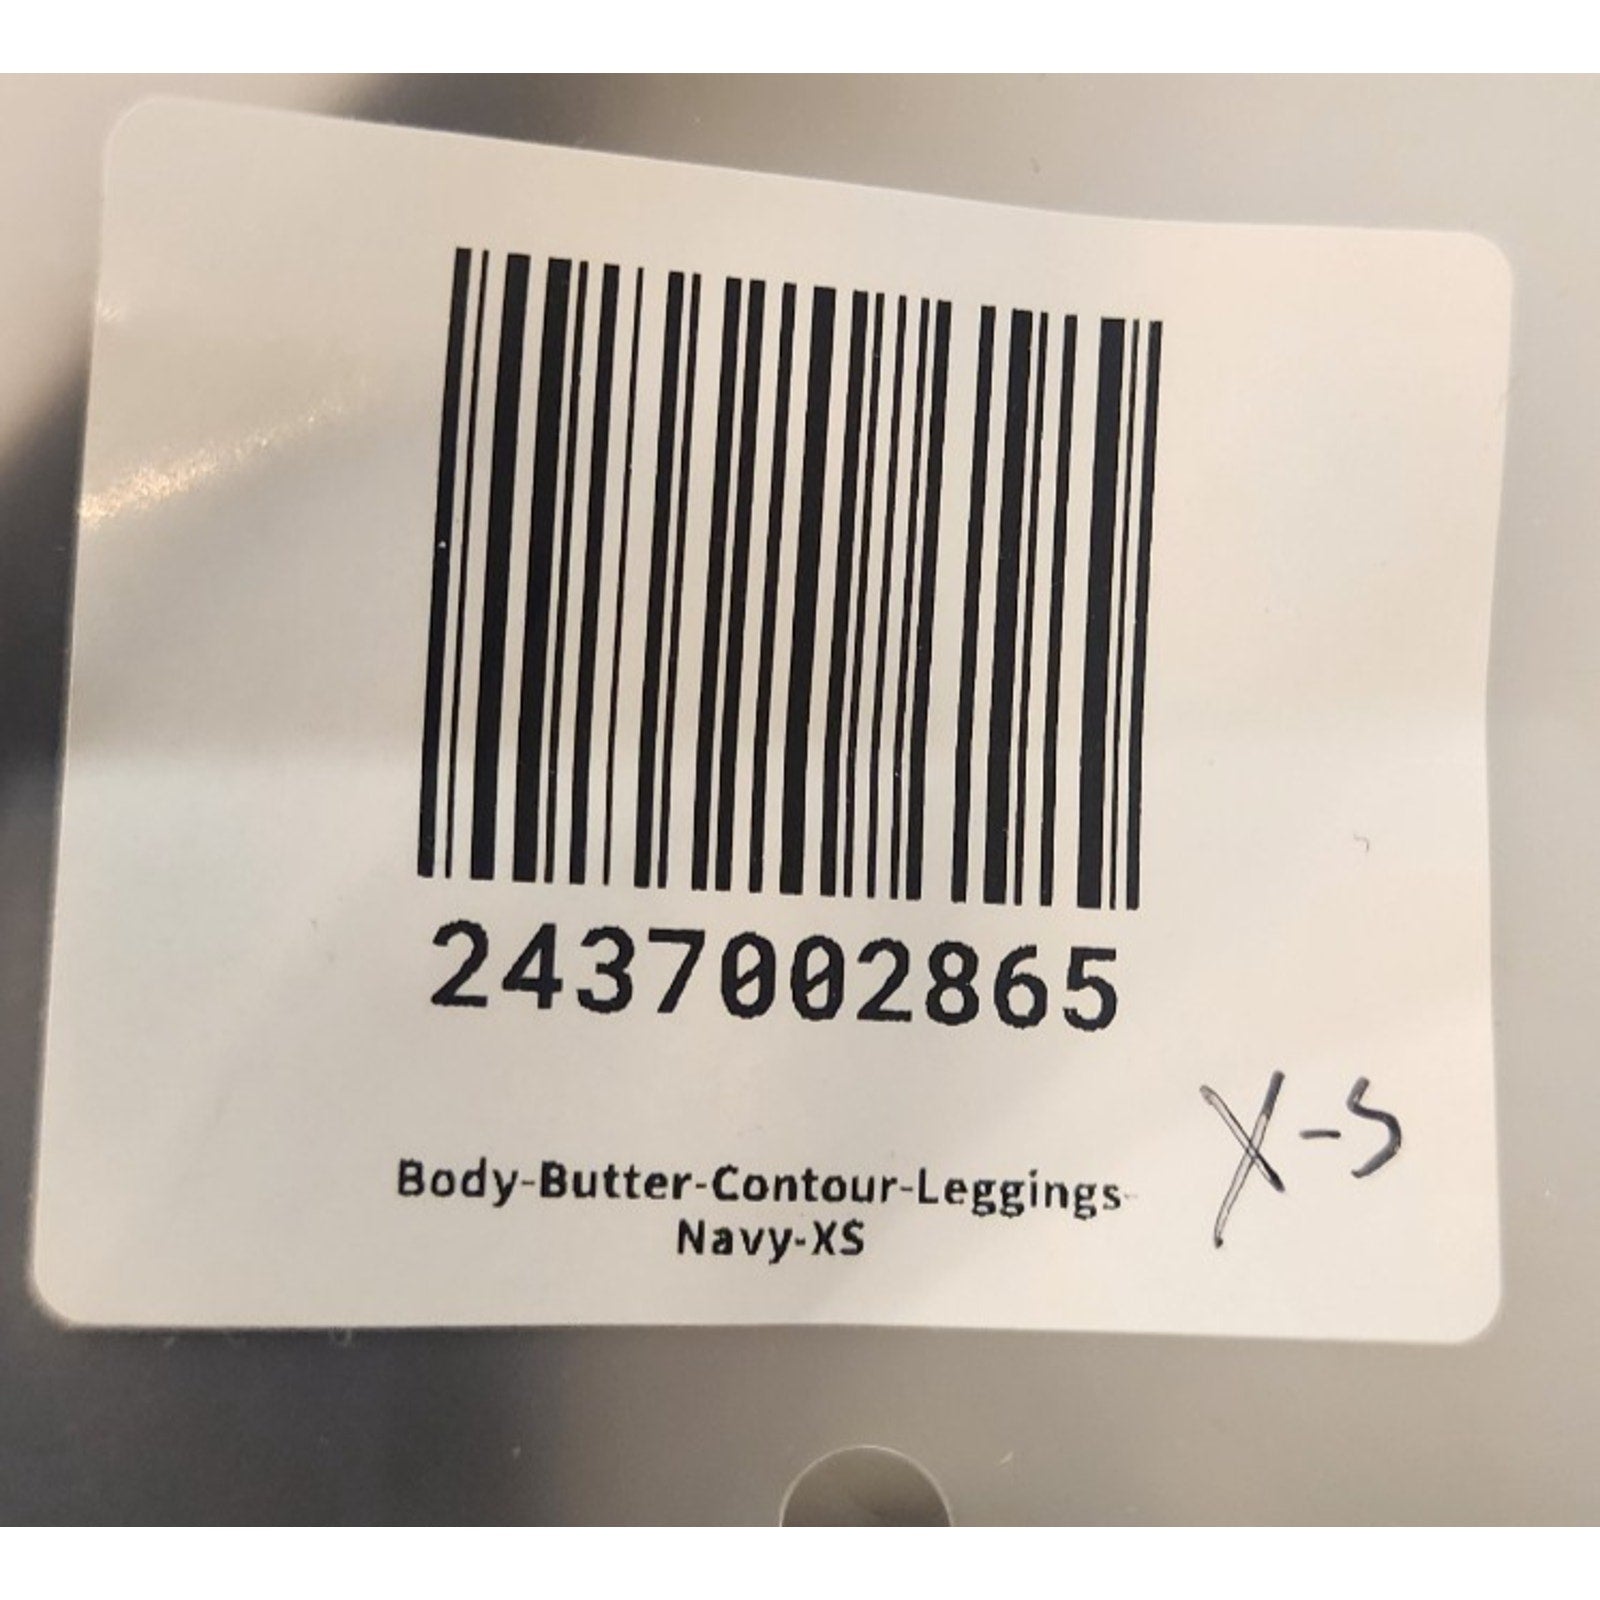 2437002865
Body-Butter-Contour-Leggings-
Navy-XS
X-S